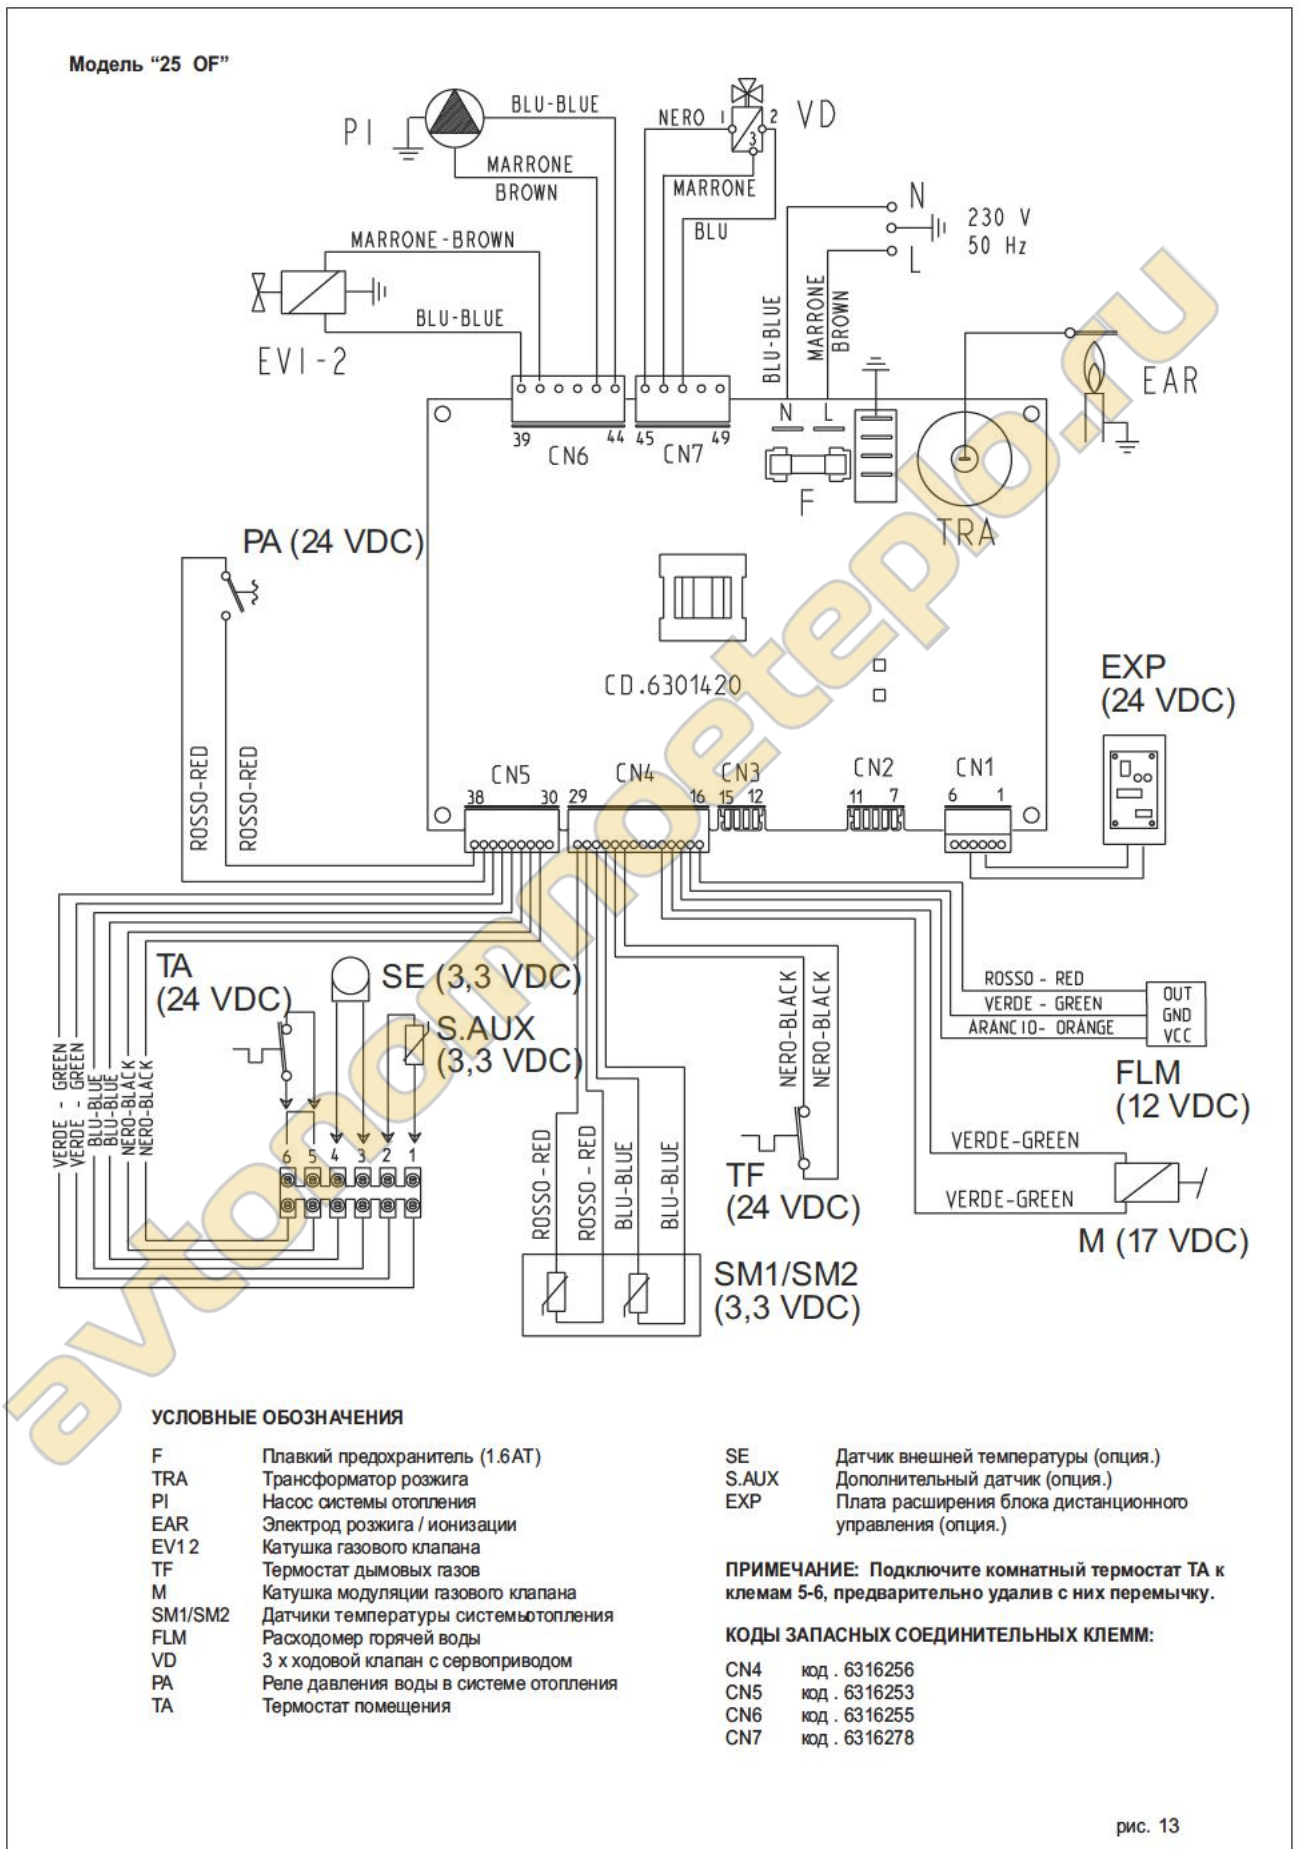 Модель “25 OF”
BLU-BLUE
PI
MARRONE
BROWN
NERO 1
2
3
VD
MARRONE
BLU
N
230 V
50 Hz
L
MARRONE-BROWN
BLU-BLUE
EV1-2
BLU-BLUE
MARRONE
BROWN
EAR
N L
39
44
45
49
CN6
CN7
F
TRA
PA (24 VDC)
CD.6301420
EXP
(24 VDC)
ROSSO-RED
ROSSO-RED
CN5
CN4
CN3
CN2
CN1
38
30
29
16
15
12
11
7
6
1
TA
(24 VDC)
SE (3,3 VDC)
S.AUX
(3,3 VDC)
NERO-BLACK
NERO-BLACK
ROSSO - RED
VERDE - GREEN
ARANCIO- ORANGE
OUT
GND
VCC
FLM
(12 VDC)
VERDE - GREEN
VERDE - GREEN
BLU-BLUE
BLU-BLUE
NERO-BLACK
NERO-BLACK
6 5 4 3 2 1
ROSSO-RED
ROSSO - RED
BLU-BLUE
BLU-BLUE
TF
(24 VDC)
VERDE-GREEN
VERDE-GREEN
M (17 VDC)
SM1/SM2
(3,3 VDC)
avtonomnoeteplo.ru
УСЛОВНЫЕ ОБОЗНАЧЕНИЯ
F Плавкий предохранитель (1.6AT)
TRA Трансформатор розжига
PI Насос системы отопления
EAR Электрод розжига / ионизации
EV1 2 Катушка газового клапана
TF Термостат дымовых газов
M Катушка модуляции газового клапана
SM1/SM2 Датчики температуры системы отопления
FLM Расходомер горячей воды
VD 3 х ходовой клапан с сервоприводом
PA Реле давления воды в системе отопления
TA Термостат помещения
SE Датчик внешней температуры (опция.)
S.AUX Дополнительный датчик (опция.)
EXP Плата расширения блока дистанционного
управления (опция.)
ПРИМЕЧАНИЕ: Подключите комнатный термостат ТА к
клемам 5-6, предварительно удалив с них перемычку.
КОДЫ ЗАПАСНЫХ СОЕДИНИТЕЛЬНЫХ КЛЕММ:
CN4 код . 6316256
CN5 код . 6316253
CN6 код . 6316255
CN7 код . 6316278
рис. 13